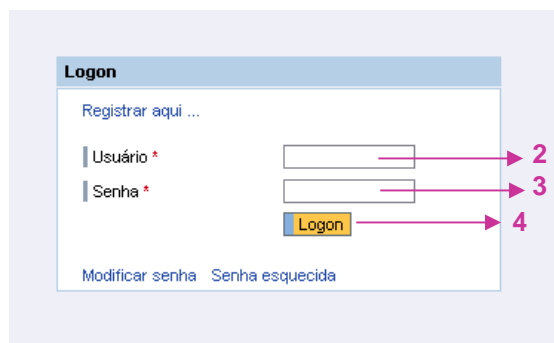 Logon
Registrar aqui ...
Usuário * 2
Senha * 3
Logon 4
Modificar senha Senha esquecida